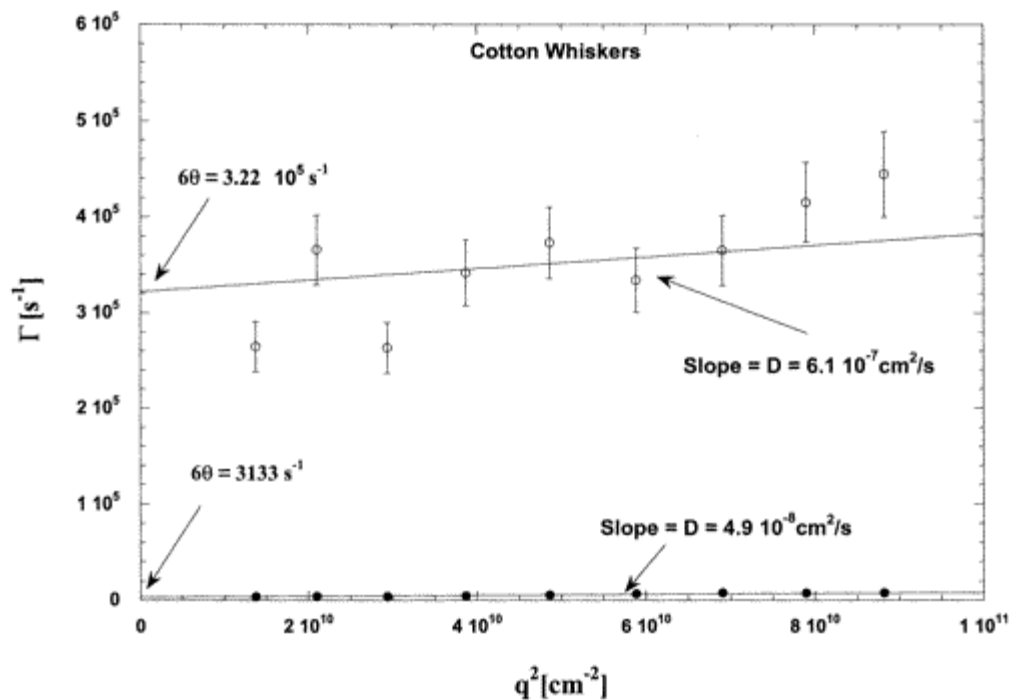 Cotton Whiskers
6 10⁵
5 10⁵
4 10⁵
3 10⁵
2 10⁵
1 10⁵
0
Γ [s⁻¹]
6θ = 3.22 10⁵ s⁻¹
Slope = D = 6.1 10⁻⁷cm²/s
6θ = 3133 s⁻¹
Slope = D = 4.9 10⁻⁸cm²/s
0
2 10¹⁰
4 10¹⁰
6 10¹⁰
8 10¹⁰
1 10¹¹
q²[cm⁻²]